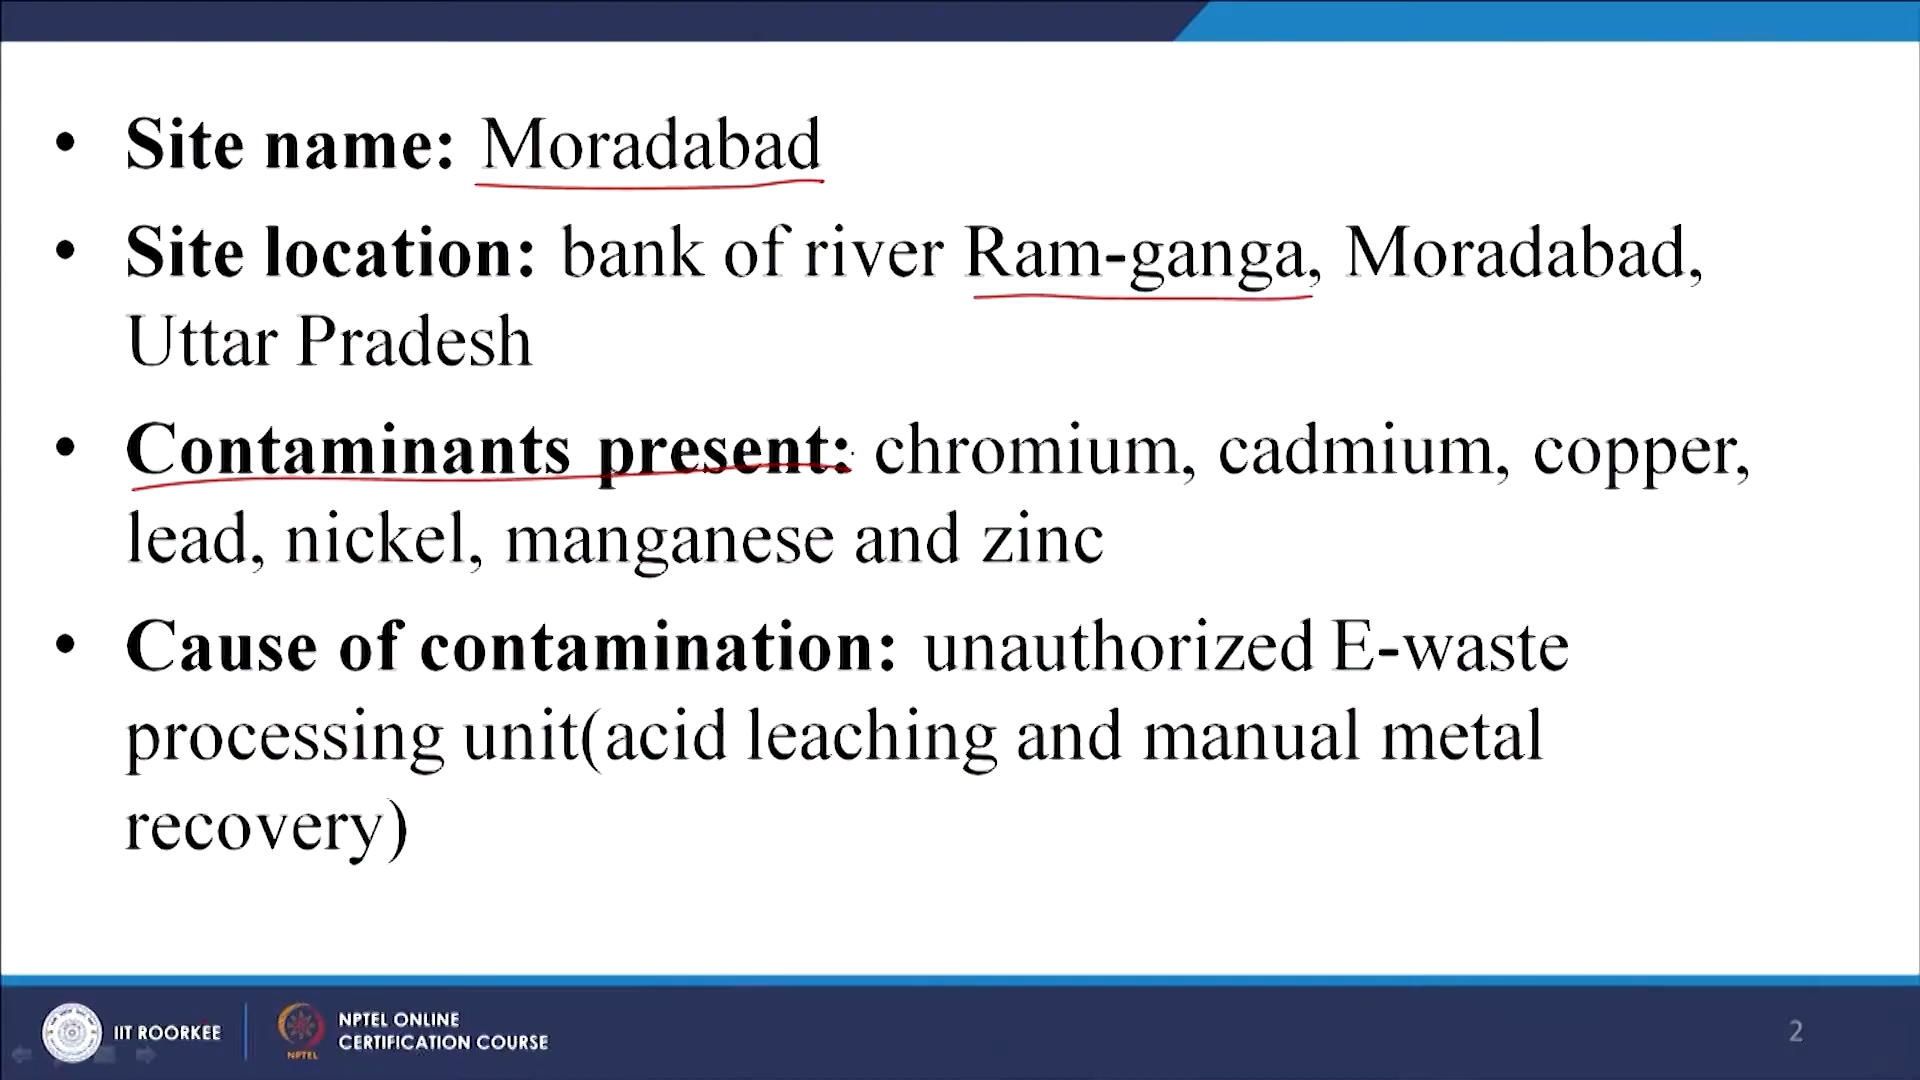 • Site name: Moradabad
• Site location: bank of river Ram-ganga, Moradabad,
Uttar Pradesh
• Contaminants present: chromium, cadmium, copper,
lead, nickel, manganese and zinc
• Cause of contamination: unauthorized E-waste
processing unit(acid leaching and manual metal
recovery)
IIT ROORKEE
NPTEL
NPTEL ONLINE
CERTIFICATION COURSE
2